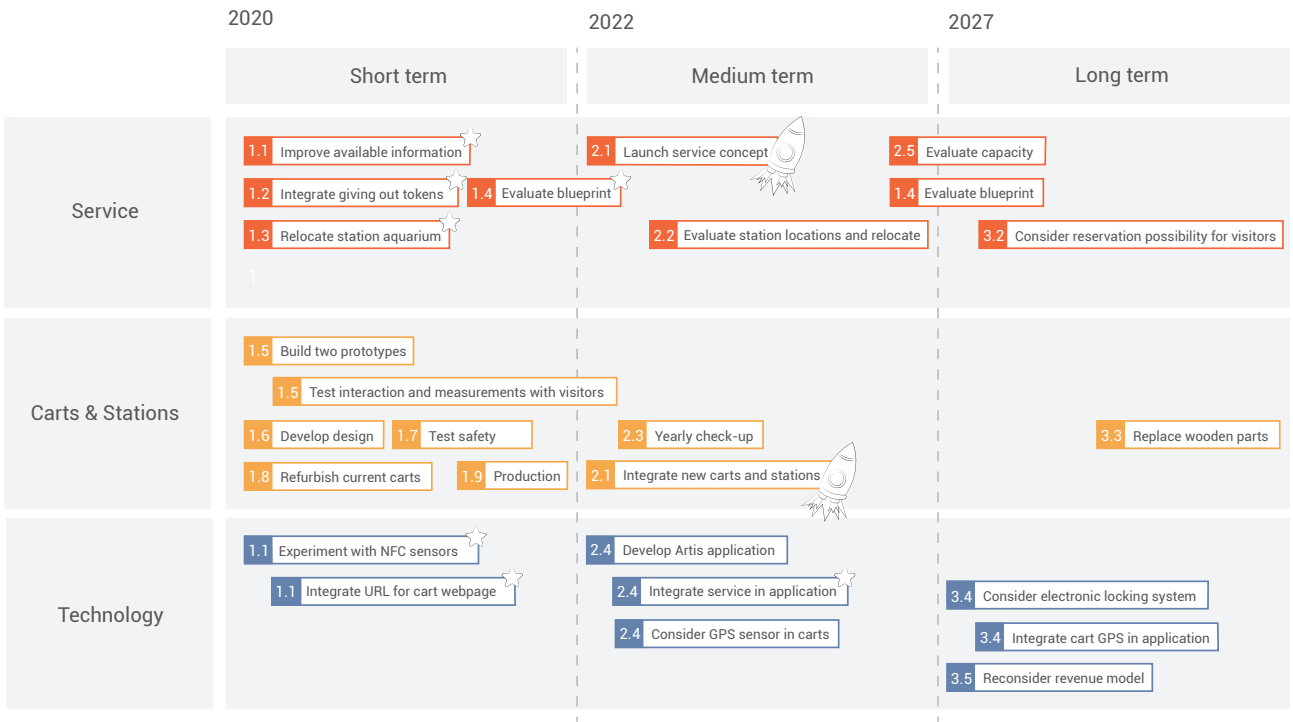 2020
2022
2027
Short term
Medium term
Long term
Service
1.1 Improve available information
2.1 Launch service concept
2.5 Evaluate capacity
1.2 Integrate giving out tokens
1.4 Evaluate blueprint
1.4 Evaluate blueprint
1.3 Relocate station aquarium
2.2 Evaluate station locations and relocate
3.2 Consider reservation possibility for visitors
1
Carts & Stations
1.5 Build two prototypes
1.5 Test interaction and measurements with visitors
1.6 Develop design
1.7 Test safety
2.3 Yearly check-up
3.3 Replace wooden parts
1.8 Refurbish current carts
1.9 Production
2.1 Integrate new carts and stations
Technology
1.1 Experiment with NFC sensors
2.4 Develop Artis application
1.1 Integrate URL for cart webpage
2.4 Integrate service in application
3.4 Consider electronic locking system
2.4 Consider GPS sensor in carts
3.4 Integrate cart GPS in application
3.5 Reconsider revenue model